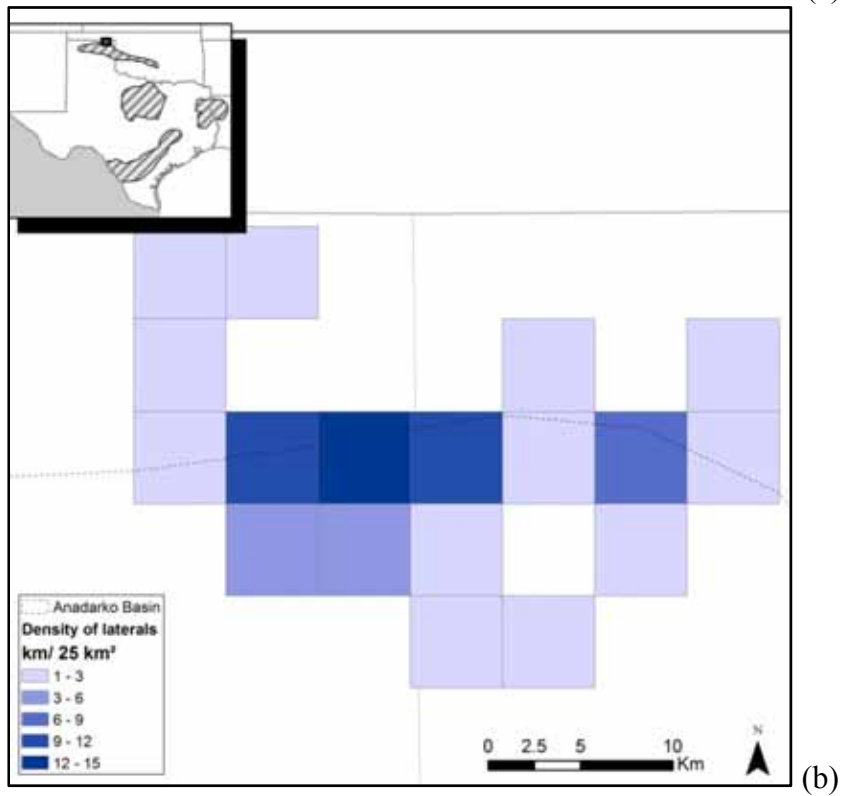 Anadarko Basin
Density of laterals
km/ 25 km²
1 - 3
3 - 6
6 - 9
9 - 12
12 - 15
0 2.5 5 10
Km
N
(b)